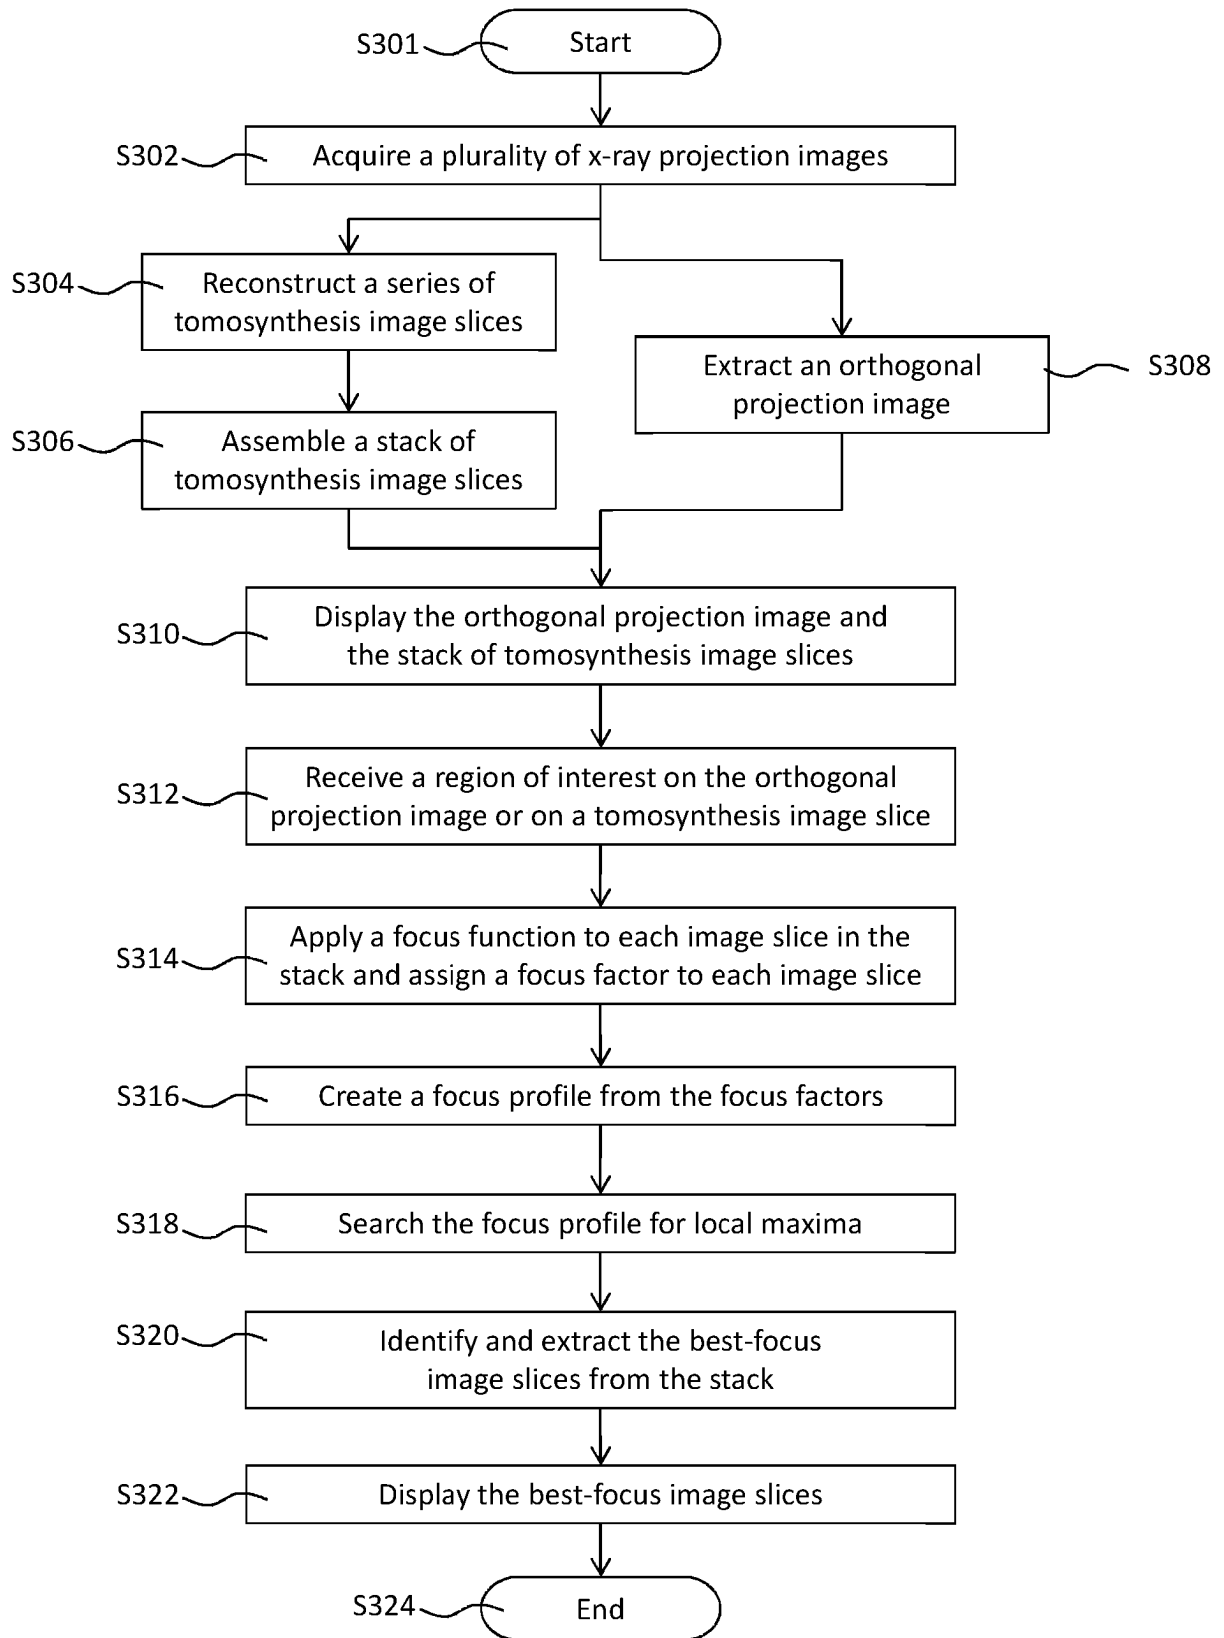 S301
Start
S302
Acquire a plurality of x-ray projection images
S304
Reconstruct a series of
tomosynthesis image slices
S308
Extract an orthogonal
projection image
S306
Assemble a stack of
tomosynthesis image slices
S310
Display the orthogonal projection image and
the stack of tomosynthesis image slices
S312
Receive a region of interest on the orthogonal
projection image or on a tomosynthesis image slice
S314
Apply a focus function to each image slice in the
stack and assign a focus factor to each image slice
S316
Create a focus profile from the focus factors
S318
Search the focus profile for local maxima
S320
Identify and extract the best-focus
image slices from the stack
S322
Display the best-focus image slices
S324
End